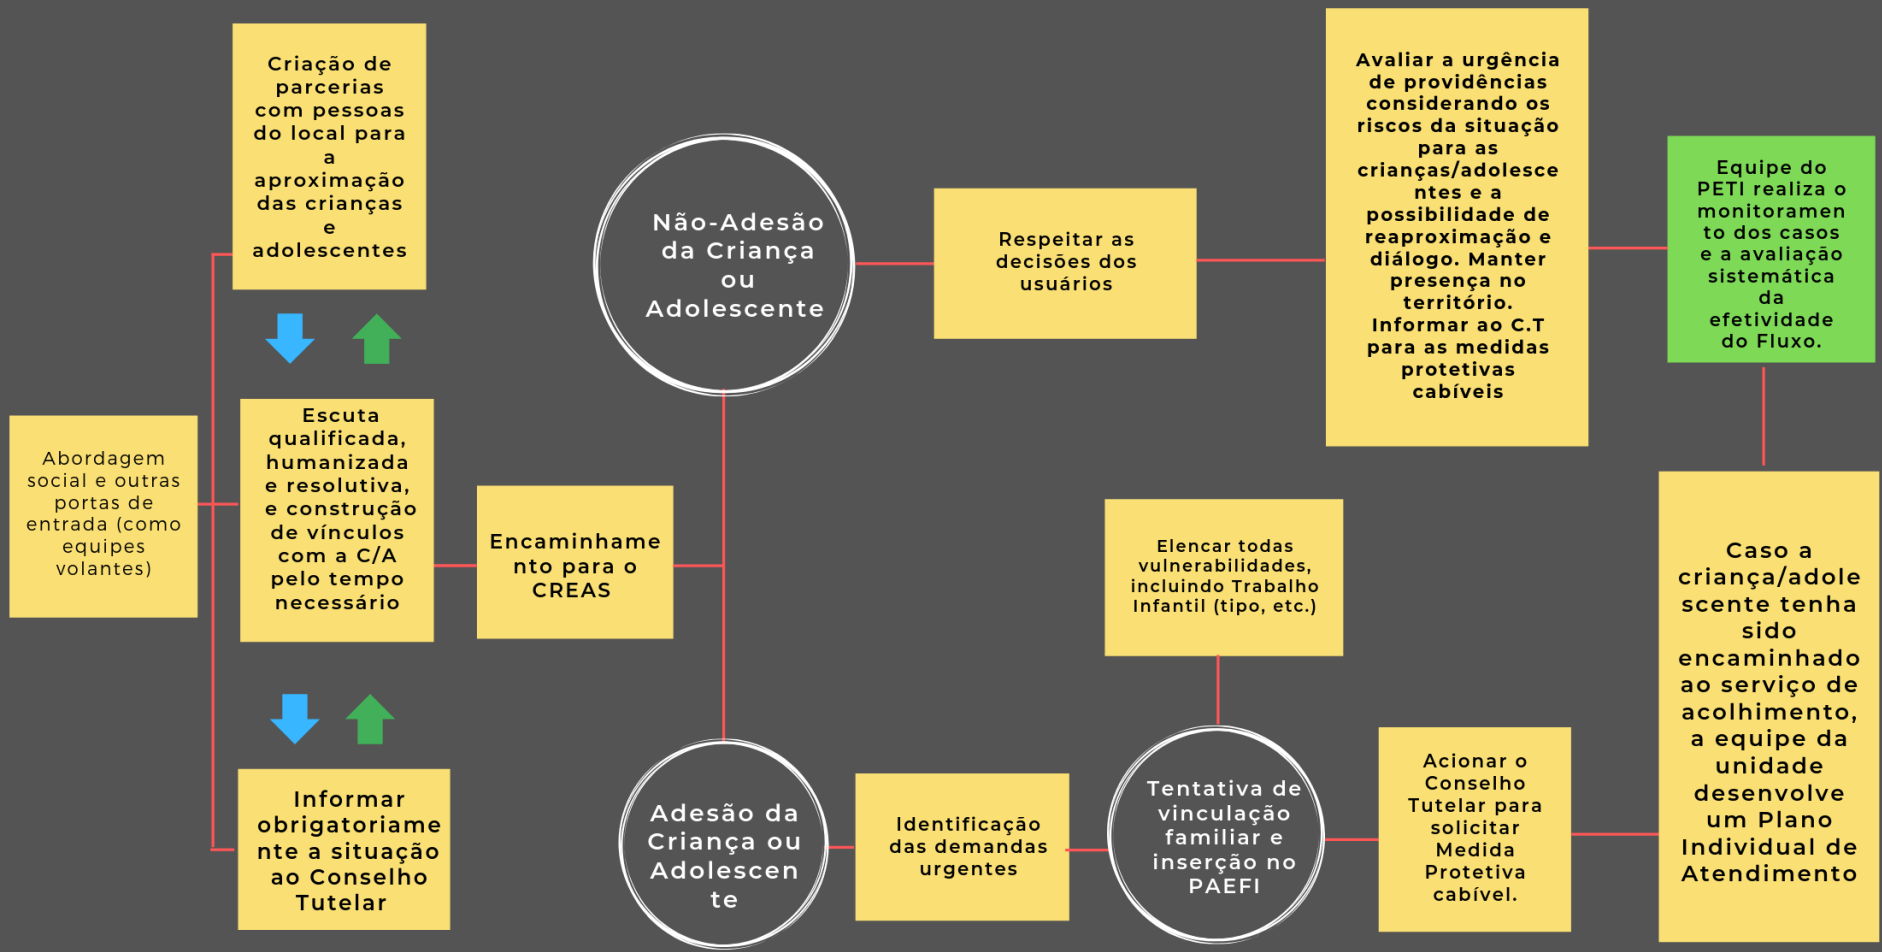 Criação de
parcerias
com pessoas
do local para
a
aproximação
das crianças
e
adolescentes
Abordagem
social e outras
portas de
entrada (como
equipes
volantes)
Escuta
qualificada,
humanizada
e resolutiva,
e construção
de vínculos
com a C/A
pelo tempo
necessário
Informar
obrigatoriame
nte a situação
ao Conselho
Tutelar
Encaminhame
nto para o
CREAS
Não-Adesão
da Criança
ou
Adolescente
Respeitar as
decisões dos
usuários
Avaliar a urgência
de providências
considerando os
riscos da situação
para as
crianças/adolesce
ntes e a
possibilidade de
reaproximação e
diálogo. Manter
presença no
território.
Informar ao C.T
para as medidas
protetivas
cabíveis
Equipe do
PETI realiza o
monitoramen
to dos casos
e a avaliação
sistemática
da
efetividade
do Fluxo.
Adesão da
Criança ou
Adolescen
te
Identificação
das demandas
urgentes
Tentativa de
vinculação
familiar e
inserção no
PAEFI
Elencar todas
vulnerabilidades,
incluindo Trabalho
Infantil (tipo, etc.)
Acionar o
Conselho
Tutelar para
solicitar
Medida
Protetiva
cabível.
Caso a
criança/adole
scente tenha
sido
encaminhado
ao serviço de
acolhimento,
a equipe da
unidade
desenvolve
um Plano
Individual de
Atendimento